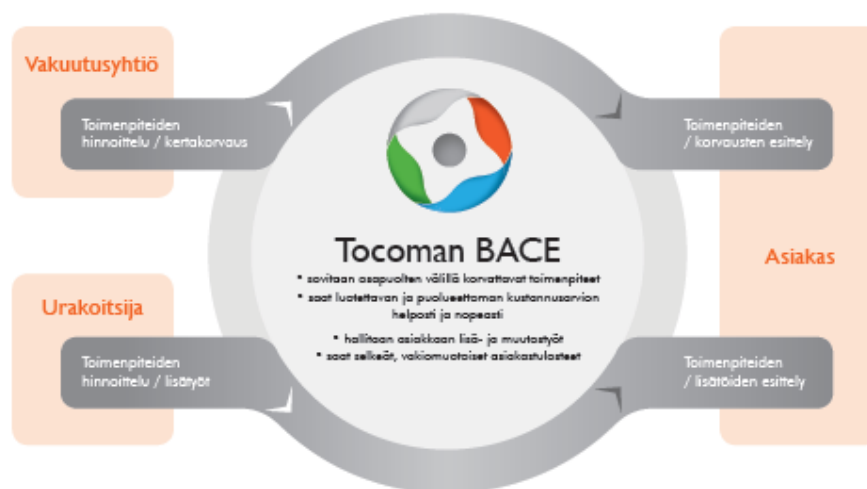 Vakuutusyhtiö
Toimenpiteiden
hinnoittelu / kertakorvaus
Urakoitsija
Toimenpiteiden
hinnoittelu / lisätyöt
Tocoman BACE
• sovitaan osapuolten välillä korvattavat toimenpiteet
• saat luotettavan ja puolueettoman kustannusarvion
helposti ja nopeasti
• hallitaan asiakkaan lisä- ja muutostyöt
• saat selkeät, vakiomuotoiset asiakastulosteet
Toimenpiteiden
/ korvausten esittely
Asiakas
Toimenpiteiden
/ lisätöiden esittely